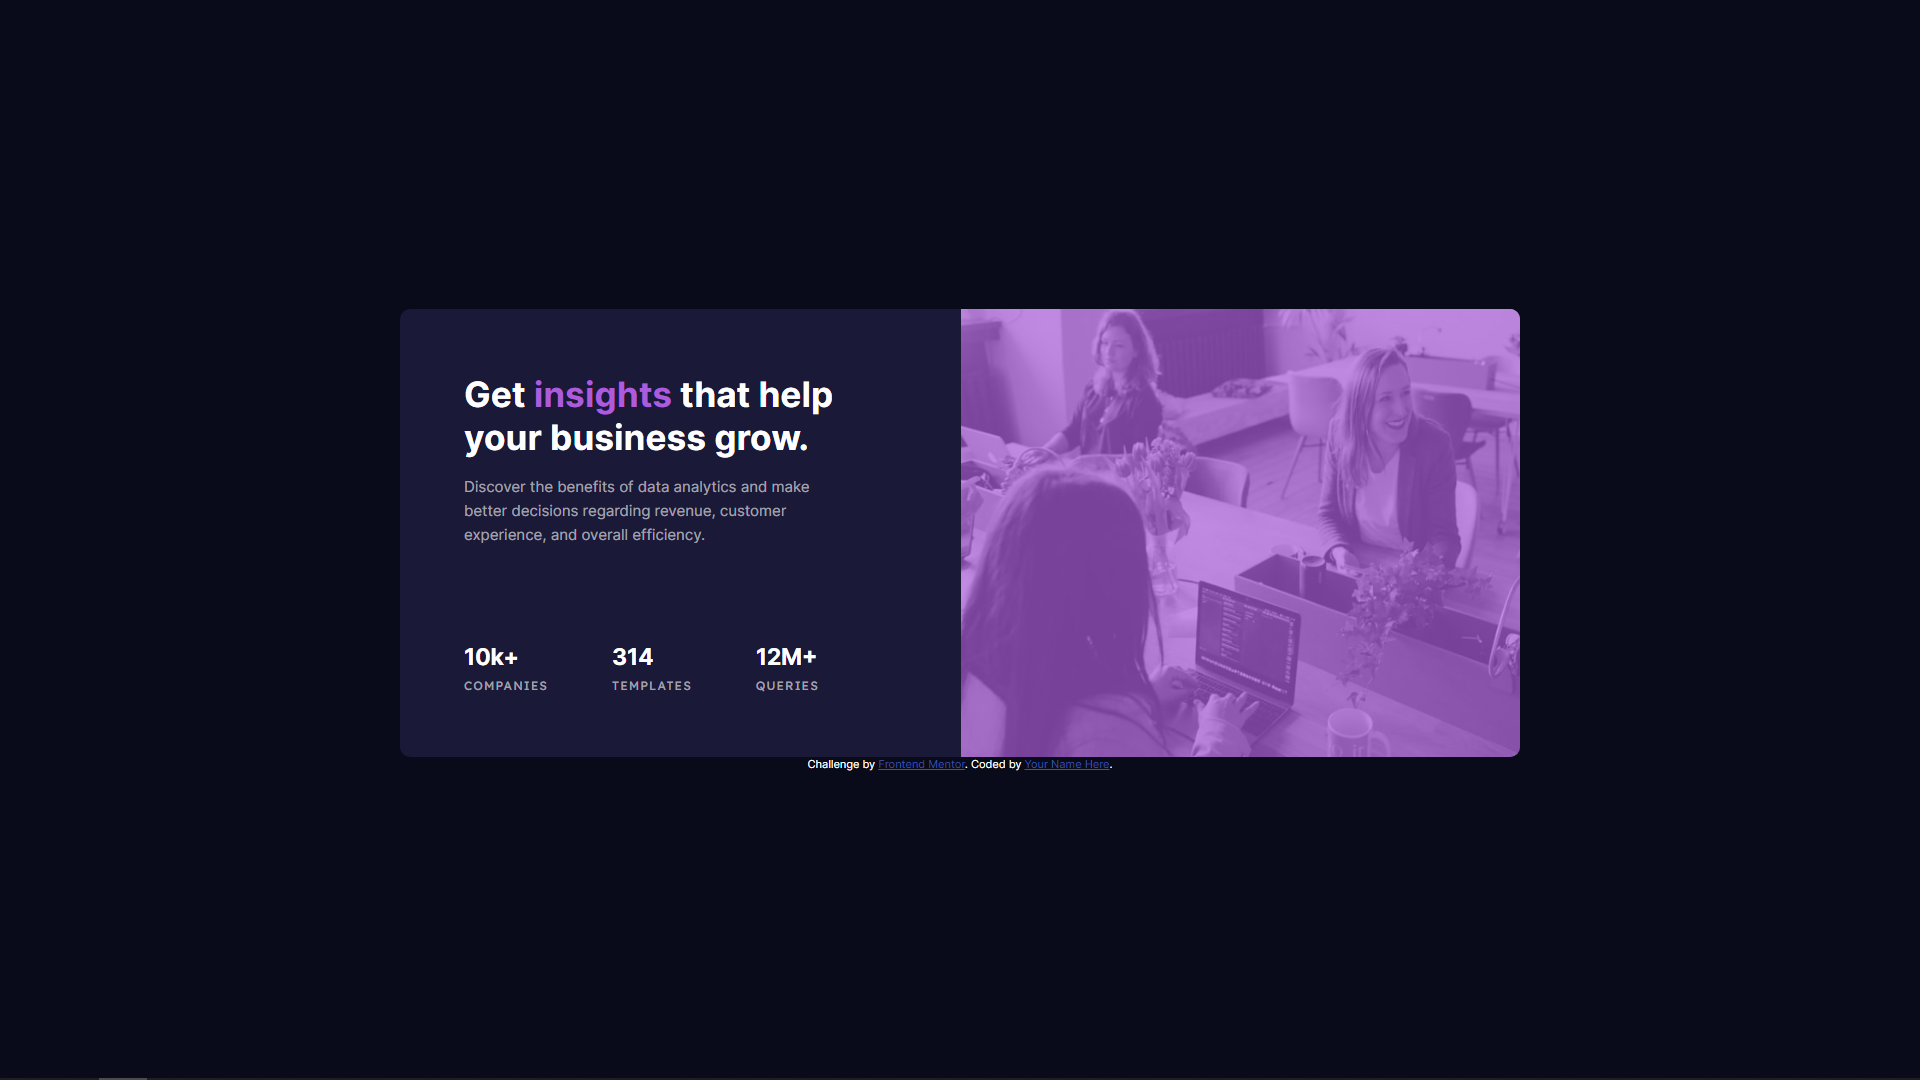 Get insights that help
your business grow.
Discover the benefits of data analytics and make
better decisions regarding revenue, customer
experience, and overall efficiency.
10k+ 314 12M+
COMPANIES TEMPLATES QUERIES
Challenge by Frontend Mentor. Coded by Your Name Here.